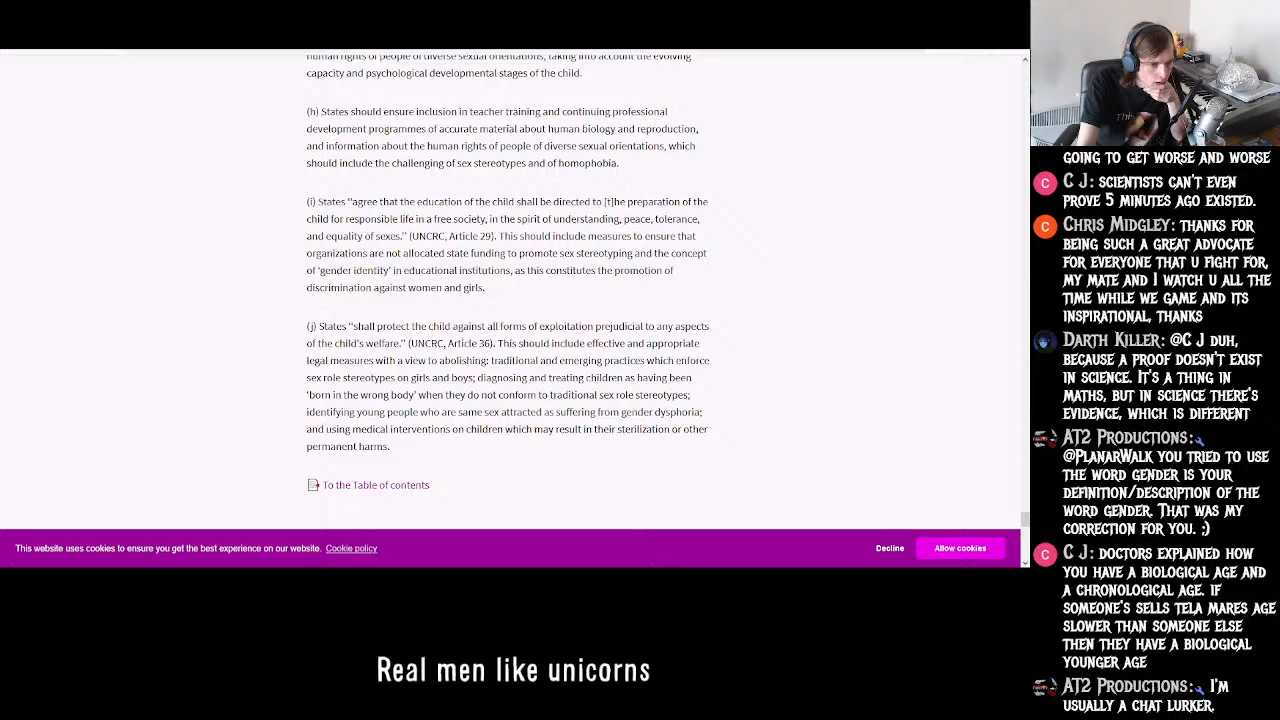 human rights of people of diverse sexual orientations, taking into account the evolving
capacity and psychological developmental stages of the child.
(h) States should ensure inclusion in teacher training and continuing professional
development programmes of accurate material about human biology and reproduction,
and information about the human rights of people of diverse sexual orientations, which
should include the challenging of sex stereotypes and of homophobia.
(i) States “agree that the education of the child shall be directed to [t]he preparation of the
child for responsible life in a free society, in the spirit of understanding, peace, tolerance,
and equality of sexes.” (UNCRC, Article 29). This should include measures to ensure that
organizations are not allocated state funding to promote sex stereotyping and the concept
of ‘gender identity’ in educational institutions, as this constitutes the promotion of
discrimination against women and girls.
(j) States “shall protect the child against all forms of exploitation prejudicial to any aspects
of the child’s welfare.” (UNCRC, Article 36). This should include effective and appropriate
legal measures with a view to abolishing: traditional and emerging practices which enforce
sex role stereotypes on girls and boys; diagnosing and treating children as having been
‘born in the wrong body’ when they do not conform to traditional sex role stereotypes;
identifying young people who are same sex attracted as suffering from gender dysphoria;
and using medical interventions on children which may result in their sterilization or other
permanent harms.
To the Table of contents
This website uses cookies to ensure you get the best experience on our website. Cookie policy
Decline
Allow cookies
Real men like unicorns
This
GOING TO GET WORSE AND WORSE
C
C J: SCIENTISTS CAN'T EVEN
PROVE 5 MINUTES AGO EXISTED.
C
CHRIS MIDGLEY: THANKS FOR
BEING SUCH A GREAT ADVOCATE
FOR EVERYONE THAT U FIGHT FOR,
MY MATE AND I WATCH U ALL THE
TIME WHILE WE GAME AND ITS
INSPIRATIONAL, THANKS
DARTH KILLER: @C J DUH,
BECAUSE A PROOF DOESN'T EXIST
IN SCIENCE. IT'S A THING IN
MATHS, BUT IN SCIENCE THERE'S
EVIDENCE, WHICH IS DIFFERENT
AT2 PRODUCTIONS:
@PLANARWALK YOU TRIED TO USE
THE WORD GENDER IS YOUR
DEFINITION/DESCRIPTION OF THE
WORD GENDER. THAT WAS MY
CORRECTION FOR YOU. ;)
C
C J: DOCTORS EXPLAINED HOW
YOU HAVE A BIOLOGICAL AGE AND
A CHRONOLOGICAL AGE. IF
SOMEONE'S SELLS TELA MARES AGE
SLOWER THAN SOMEONE ELSE
THEN THEY HAVE A BIOLOGICAL
YOUNGER AGE
AT2 PRODUCTIONS: I'M
USUALLY A CHAT LURKER,